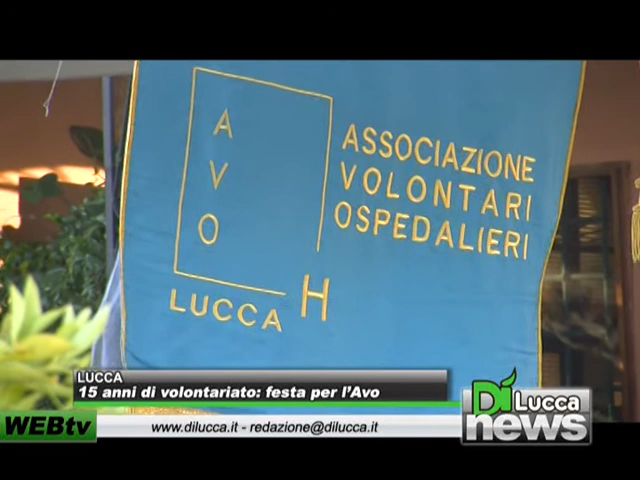 A
V
O
LUCCA
H
ASSOCIAZIONE
VOLONTARI
OSPEDALIERI
LUCCA
15 anni di volontariato: festa per l'Avo
WEBtv
www.dilucca.it - redazione@dilucca.it
Di LUCCA
news